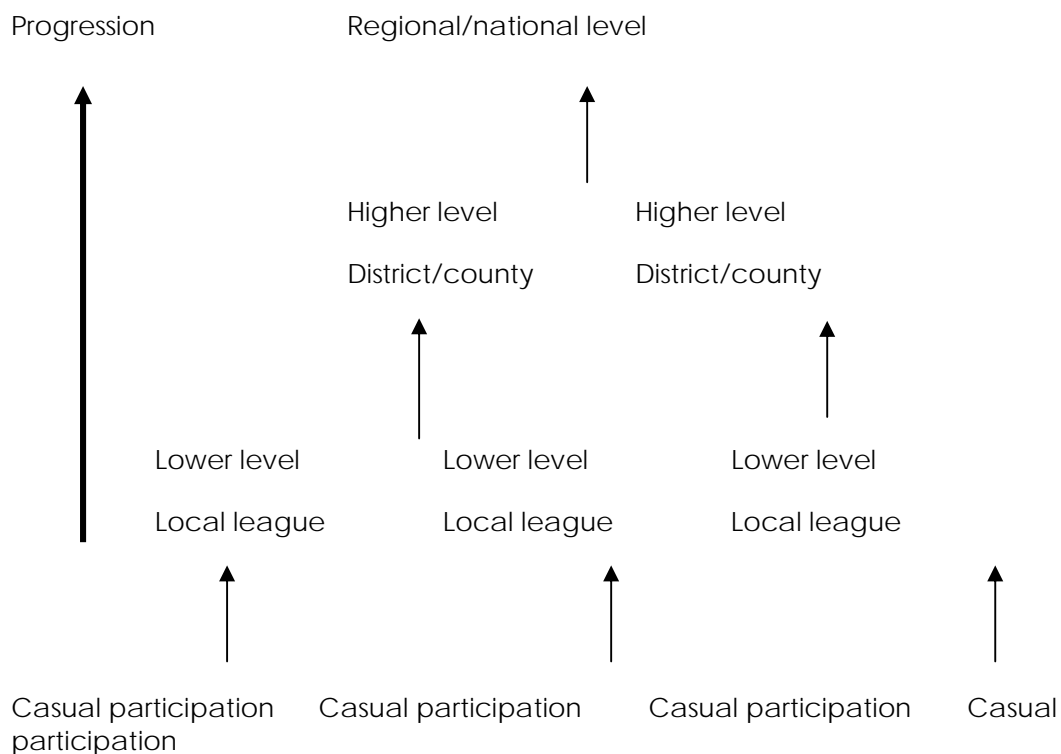 Progression Regional/national level
Higher level Higher level
District/county District/county
Lower level Lower level Lower level
Local league Local league Local league
Casual participation Casual participation Casual participation Casual
participation